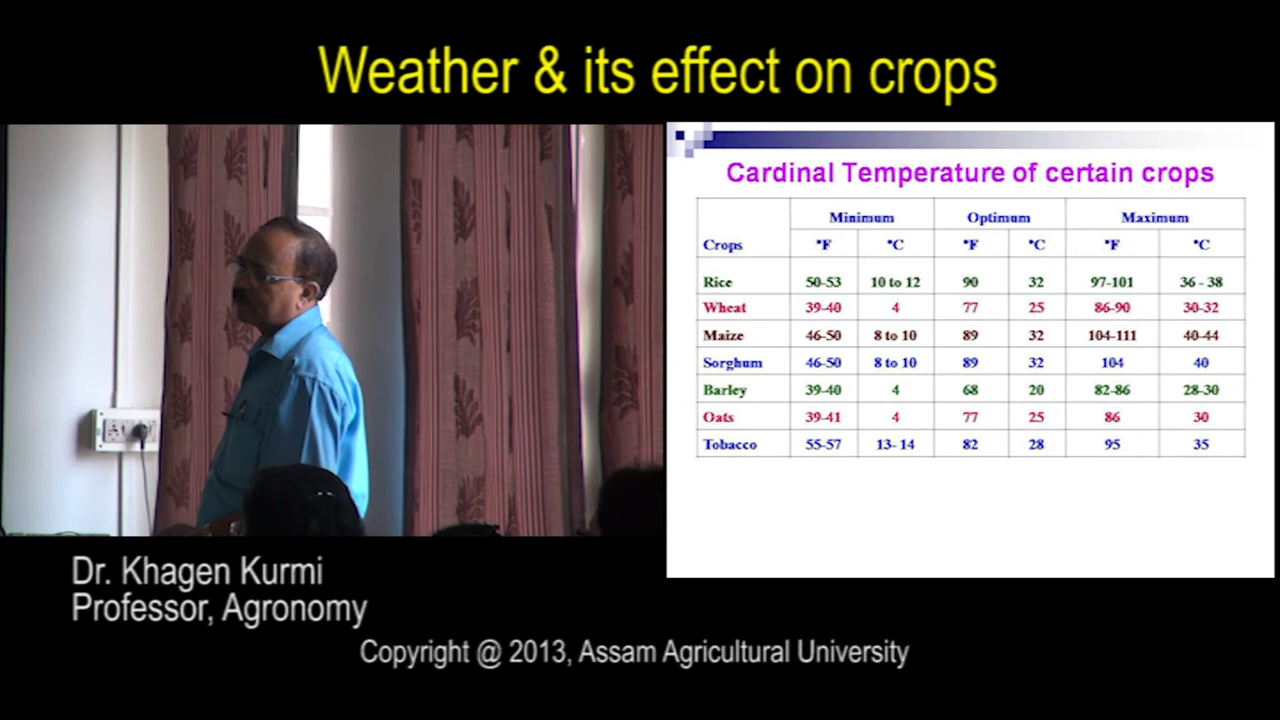 Weather & its effect on crops
Cardinal Temperature of certain crops
Minimum Optimum Maximum
Crops °F °C °F °C °F °C
Rice 50-53 10 to 12 90 32 97-101 36 - 38
Wheat 39-40 4 77 25 86-90 30-32
Maize 46-50 8 to 10 89 32 104-111 40-44
Sorghum 46-50 8 to 10 89 32 104 40
Barley 39-40 4 68 20 82-86 28-30
Oats 39-41 4 77 25 86 30
Tobacco 55-57 13- 14 82 28 95 35
Dr. Khagen Kurmi
Professor, Agronomy
Copyright @ 2013, Assam Agricultural University